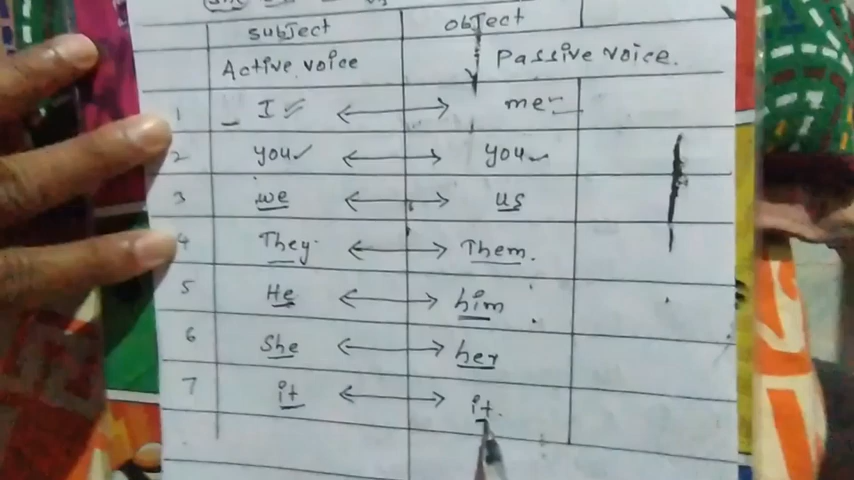 subject object
Active voice Passive voice.
1 I me
2 you you
3 we us
4 They Them.
5 He him
6 She her
7 it it.